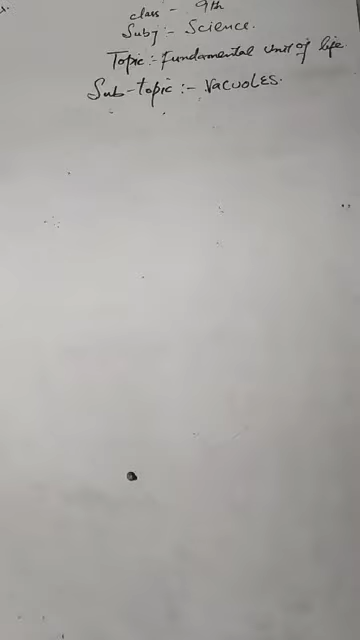 class - 9th
Subj :- Science.
Topic :- Fundamental Unit of life
Sub-topic :- Vacuoles.